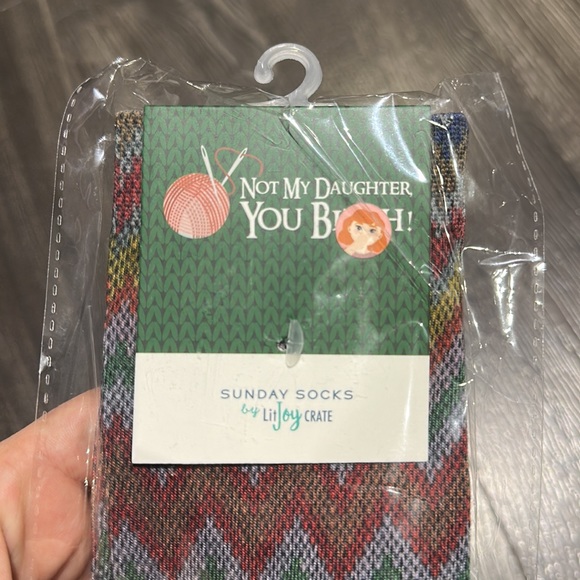 NOT MY DAUGHTER,
YOU B H!
SUNDAY SOCKS
by LitJoy CRATE